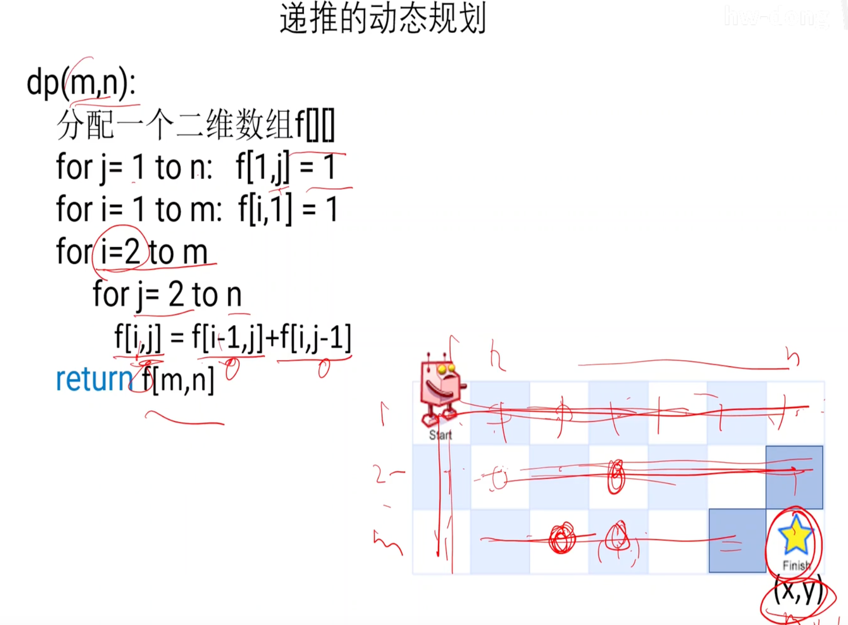 递推的动态规划
dp(m,n):
分配一个二维数组f[][]
for j= 1 to n: f[1,j] = 1
for i= 1 to m: f[i,1] = 1
for i=2 to m
for j= 2 to n
f[i,j] = f[i-1,j]+f[i,j-1]
return f[m,n]
Start
2
m
Finish
(x,y)